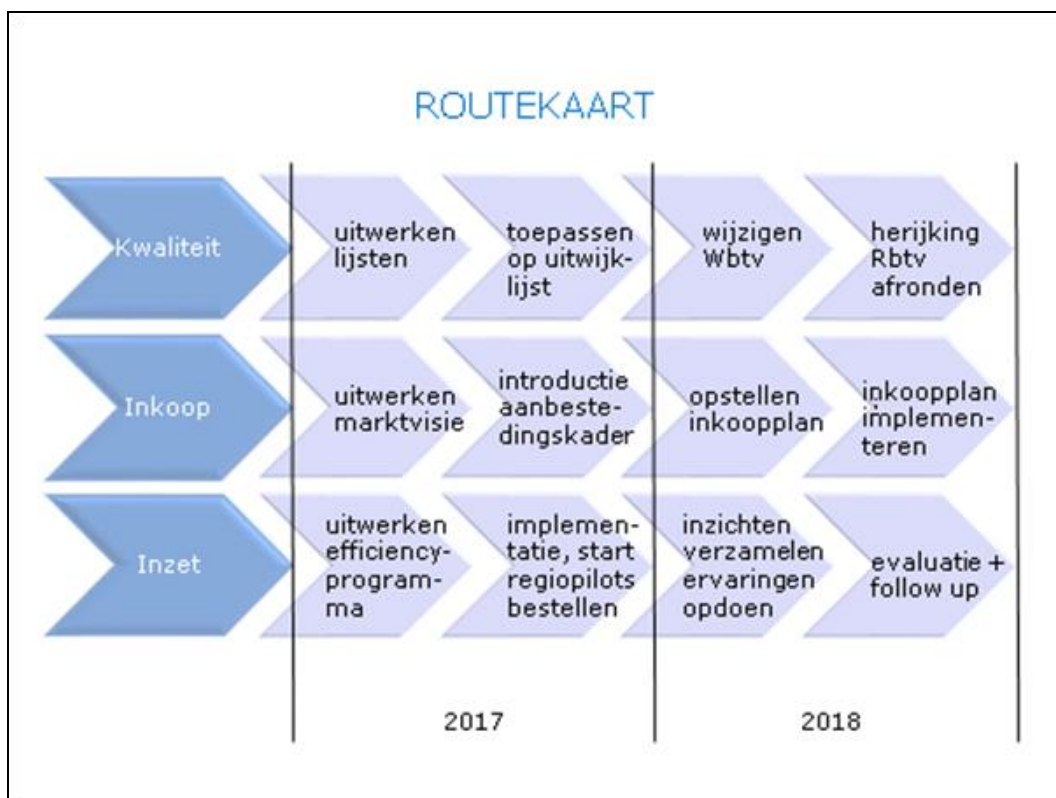 ROUTEKAART
Kwaliteit
uitwerken
lijsten
toepassen
op uitwijk-
lijst
wijzigen
Wbtv
herijking
Rbtv
afronden
Inkoop
uitwerken
marktvisie
introductie
aanbeste-
dingskader
opstellen
inkoopplan
inkoopplan
implemen-
teren
Inzet
uitwerken
efficiency-
program-
ma
implemen-
tatie, start
regiopilots
bestellen
inzichten
verzamelen
ervaringen
opdoen
evaluatie +
follow up
2017
2018